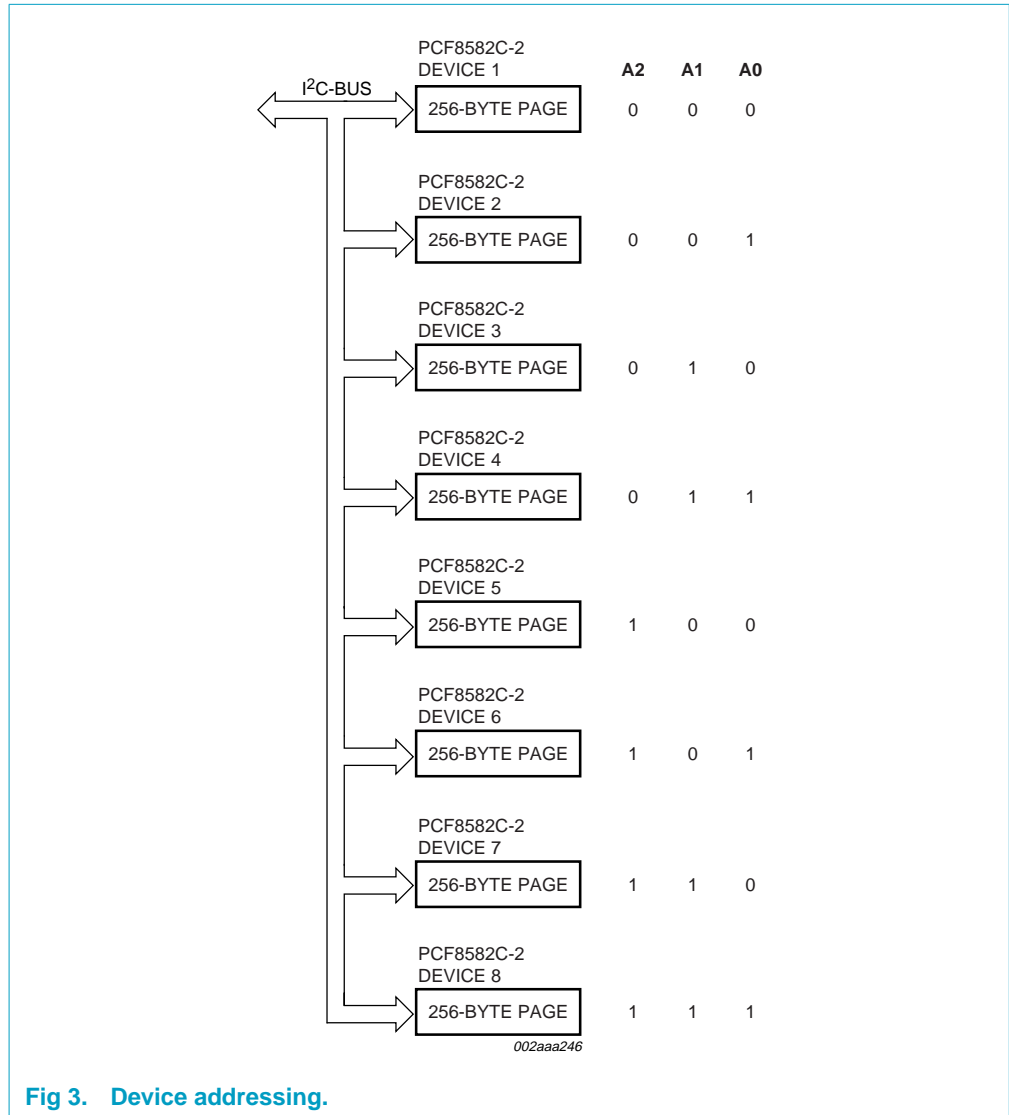 PCF8582C-2
DEVICE 1 A2 A1 A0
I2C-BUS
256-BYTE PAGE 0 0 0
PCF8582C-2
DEVICE 2
256-BYTE PAGE 0 0 1
PCF8582C-2
DEVICE 3
256-BYTE PAGE 0 1 0
PCF8582C-2
DEVICE 4
256-BYTE PAGE 0 1 1
PCF8582C-2
DEVICE 5
256-BYTE PAGE 1 0 0
PCF8582C-2
DEVICE 6
256-BYTE PAGE 1 0 1
PCF8582C-2
DEVICE 7
256-BYTE PAGE 1 1 0
PCF8582C-2
DEVICE 8
256-BYTE PAGE 1 1 1
002aaa246
Fig 3. Device addressing.